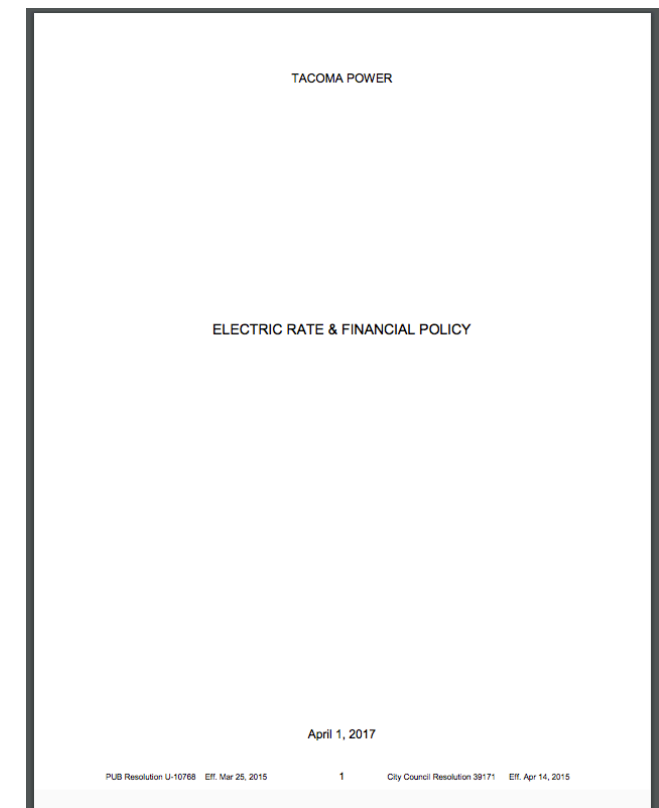 TACOMA POWER
ELECTRIC RATE & FINANCIAL POLICY
April 1, 2017
PUB Resolution U-10768 Eff. Mar 25, 2015 1 City Council Resolution 39171 Eff. Apr 14, 2015